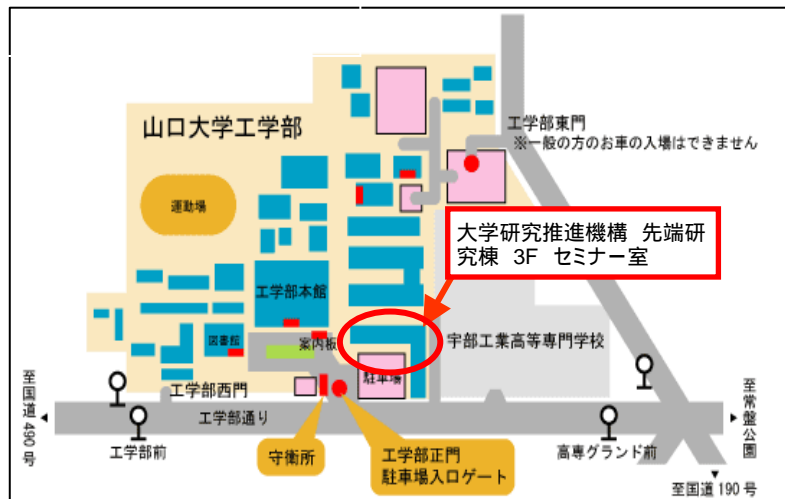 山口大学工学部
工学部東門
※一般の方のお車の入場はできません
運動場
大学研究推進機構 先端研
究棟 3F セミナー室
工学部本館
図書館
案内板
宇部工業高等専門学校
駐車場
工学部西門
至国道490号
工学部通り
至常盤公園
工学部前
守衛所
工学部正門
駐車場入口ゲート
高専グランド前
至国道190号